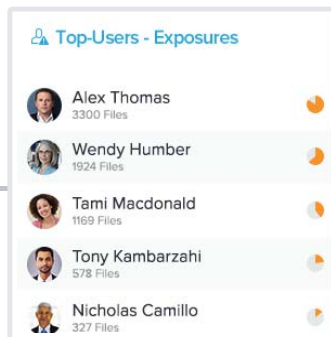 Top-Users - Exposures
Alex Thomas
3300 Files
Wendy Humber
1924 Files
Tami Macdonald
1169 Files
Tony Kambarzahi
578 Files
Nicholas Camillo
327 Files